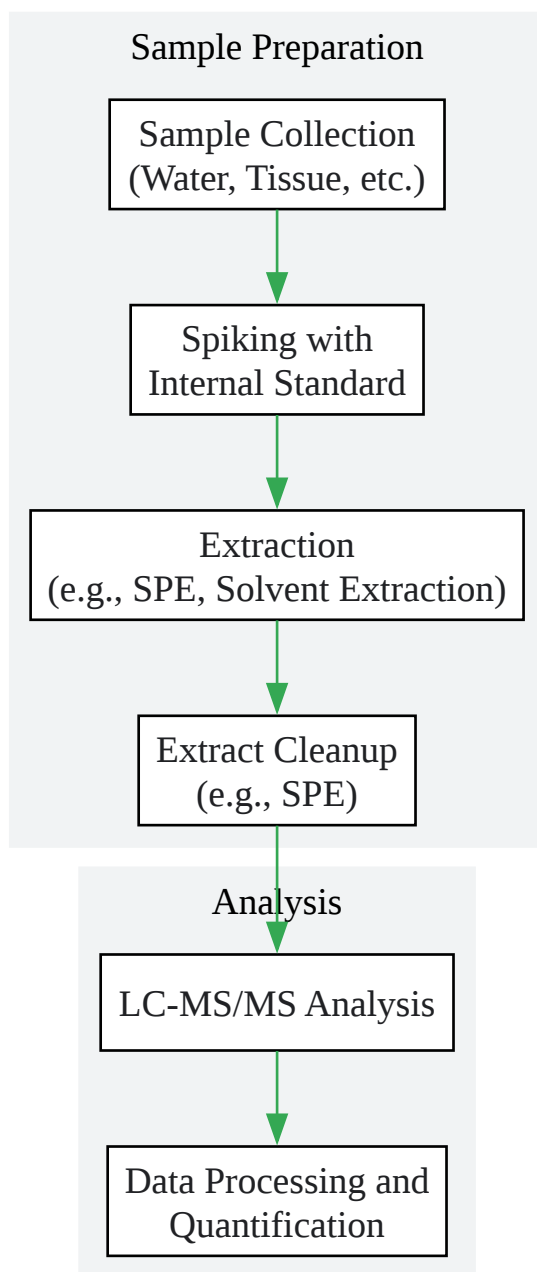 Sample Preparation
Sample Collection
(Water, Tissue, etc.)
Spiking with
Internal Standard
Extraction
(e.g., SPE, Solvent Extraction)
Extract Cleanup
(e.g., SPE)
Analysis
LC-MS/MS Analysis
Data Processing and
Quantification